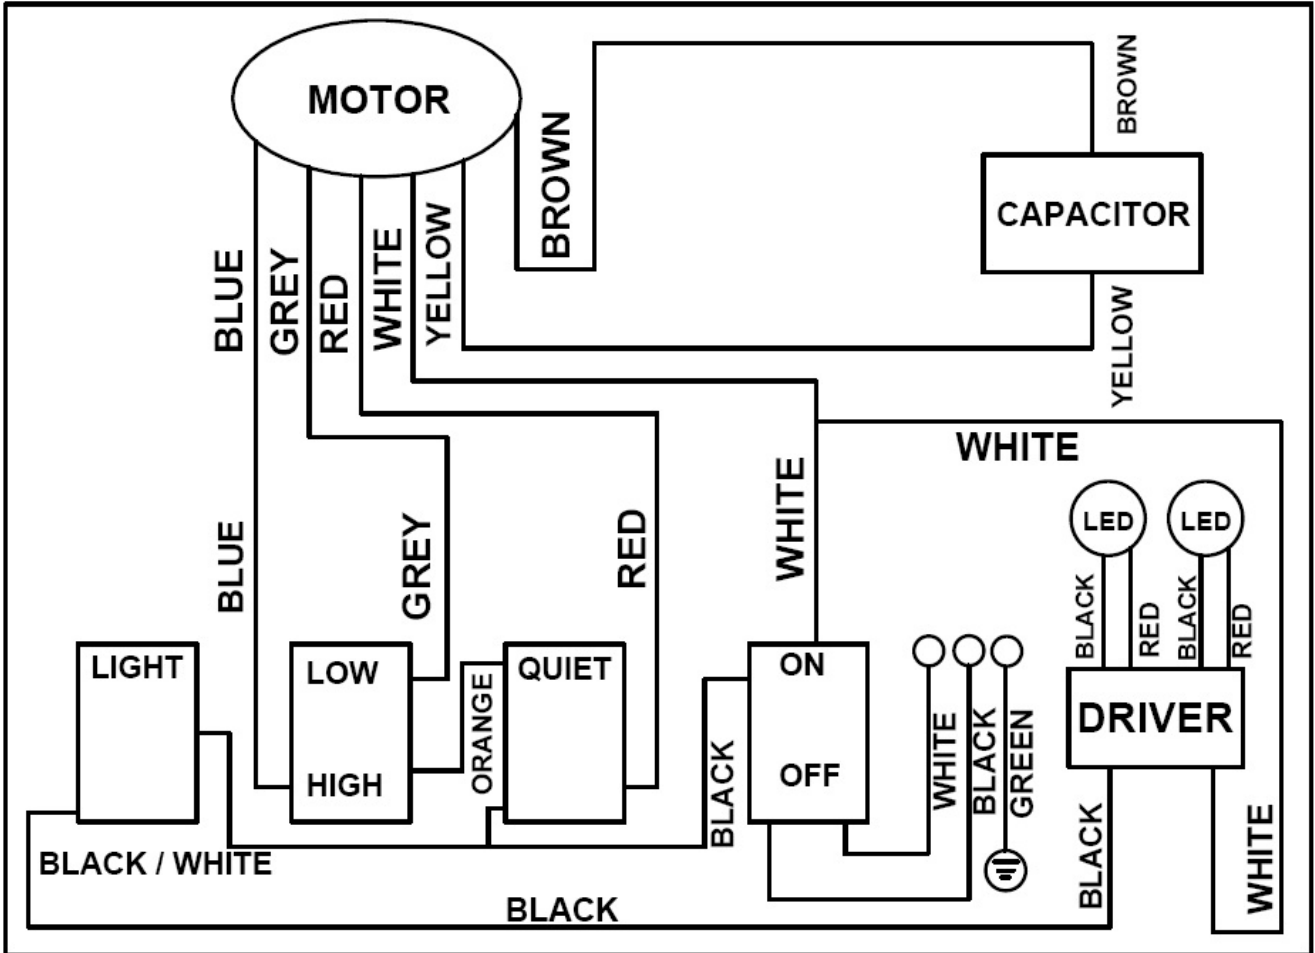 MOTOR
BROWN
BROWN
CAPACITOR
YELLOW
BLUE
GREY
RED
WHITE
YELLOW
WHITE
BLUE
GREY
RED
WHITE
LED
LED
BLACK
RED
BLACK
RED
LIGHT
LOW
HIGH
ORANGE
QUIET
BLACK
ON
OFF
WHITE
BLACK
GREEN
DRIVER
BLACK / WHITE
BLACK
BLACK
WHITE